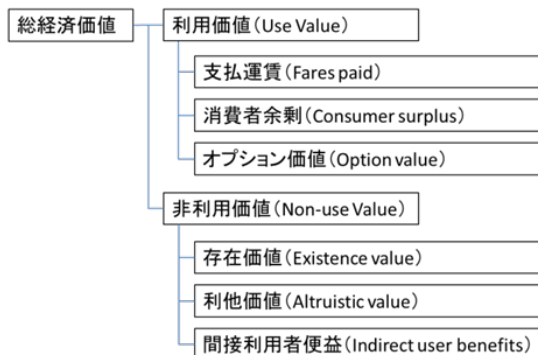 総経済価値
利用価値（Use Value）
支払運賃（Fares paid）
消費者余剰（Consumer surplus）
オプション価値（Option value）
非利用価値（Non-use Value）
存在価値（Existence value）
利他価値（Altruistic value）
間接利用者便益（Indirect user benefits）